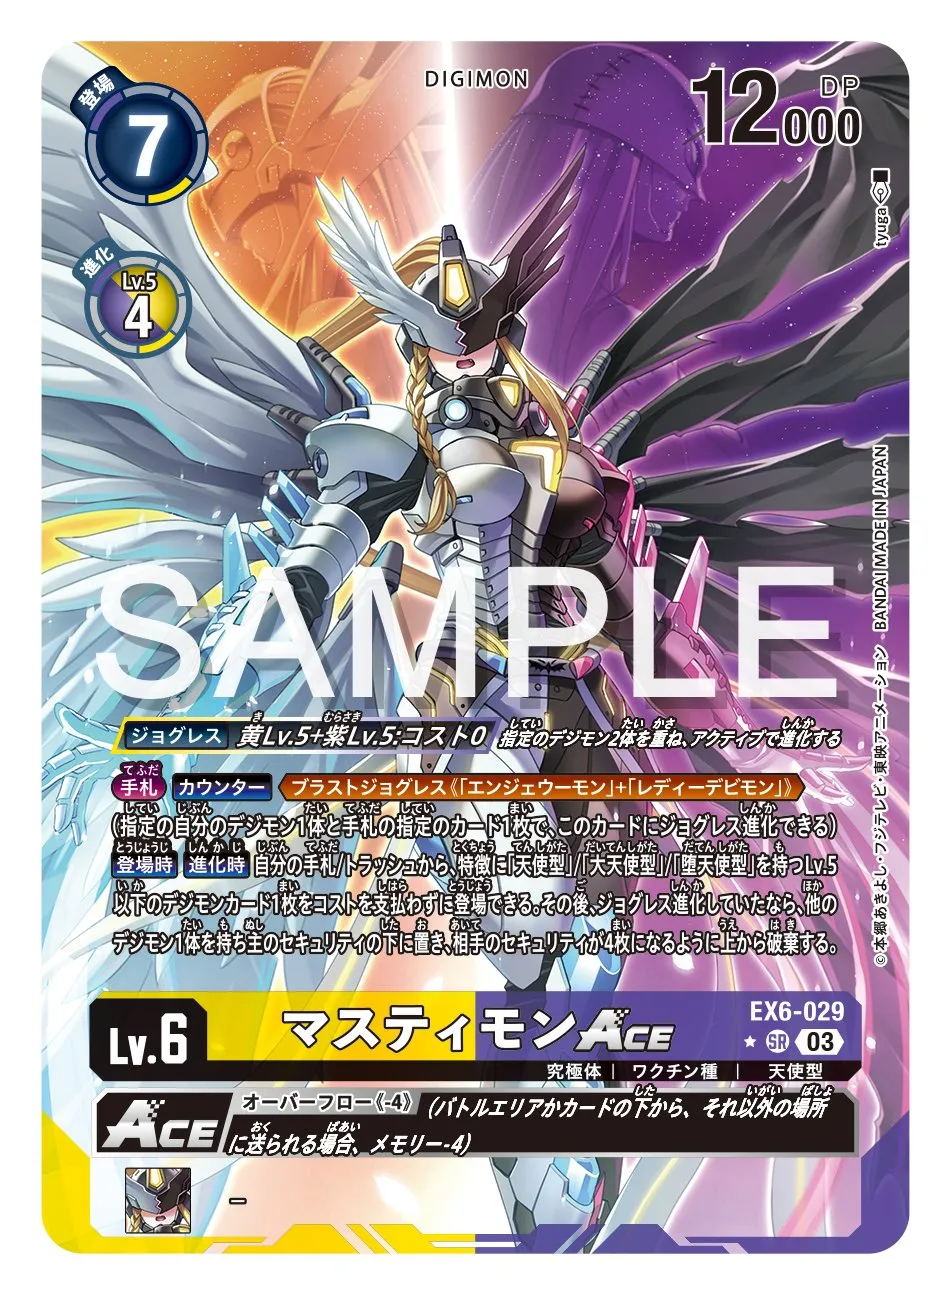 DIGIMON
登場
7
12000
DP
進化
Lv.5
4
tyuga
SAMPLE
ジョグレス 黄Lv.5+紫Lv.5:コスト0 指定のデジモン2体を重ね、アクティブで進化する
手札 カウンター ブラストジョグレス《「エンジェウーモン」+「レディーデビモン」》
(指定の自分のデジモン1体と手札の指定のカード1枚で、このカードにジョグレス進化できる)
登場時 進化時 自分の手札/トラッシュから、特徴に「天使型」/「大天使型」/「堕天使型」を持つLv.5
以下のデジモンカード1枚をコストを支払わずに登場できる。その後、ジョグレス進化していたなら、他の
デジモン1体を持ち主のセキュリティの下に置き、相手のセキュリティが4枚になるように上から破棄する。
©本郷あきよし・フジテレビ・東映アニメーション BANDAI MADE IN JAPAN
Lv.6
マスティモンACE
EX6-029
SR 03
究極体 | ワクチン種 | 天使型
ACE
オーバーフロー《-4》 (バトルエリアかカードの下から、それ以外の場所
に送られる場合、メモリー-4)
-